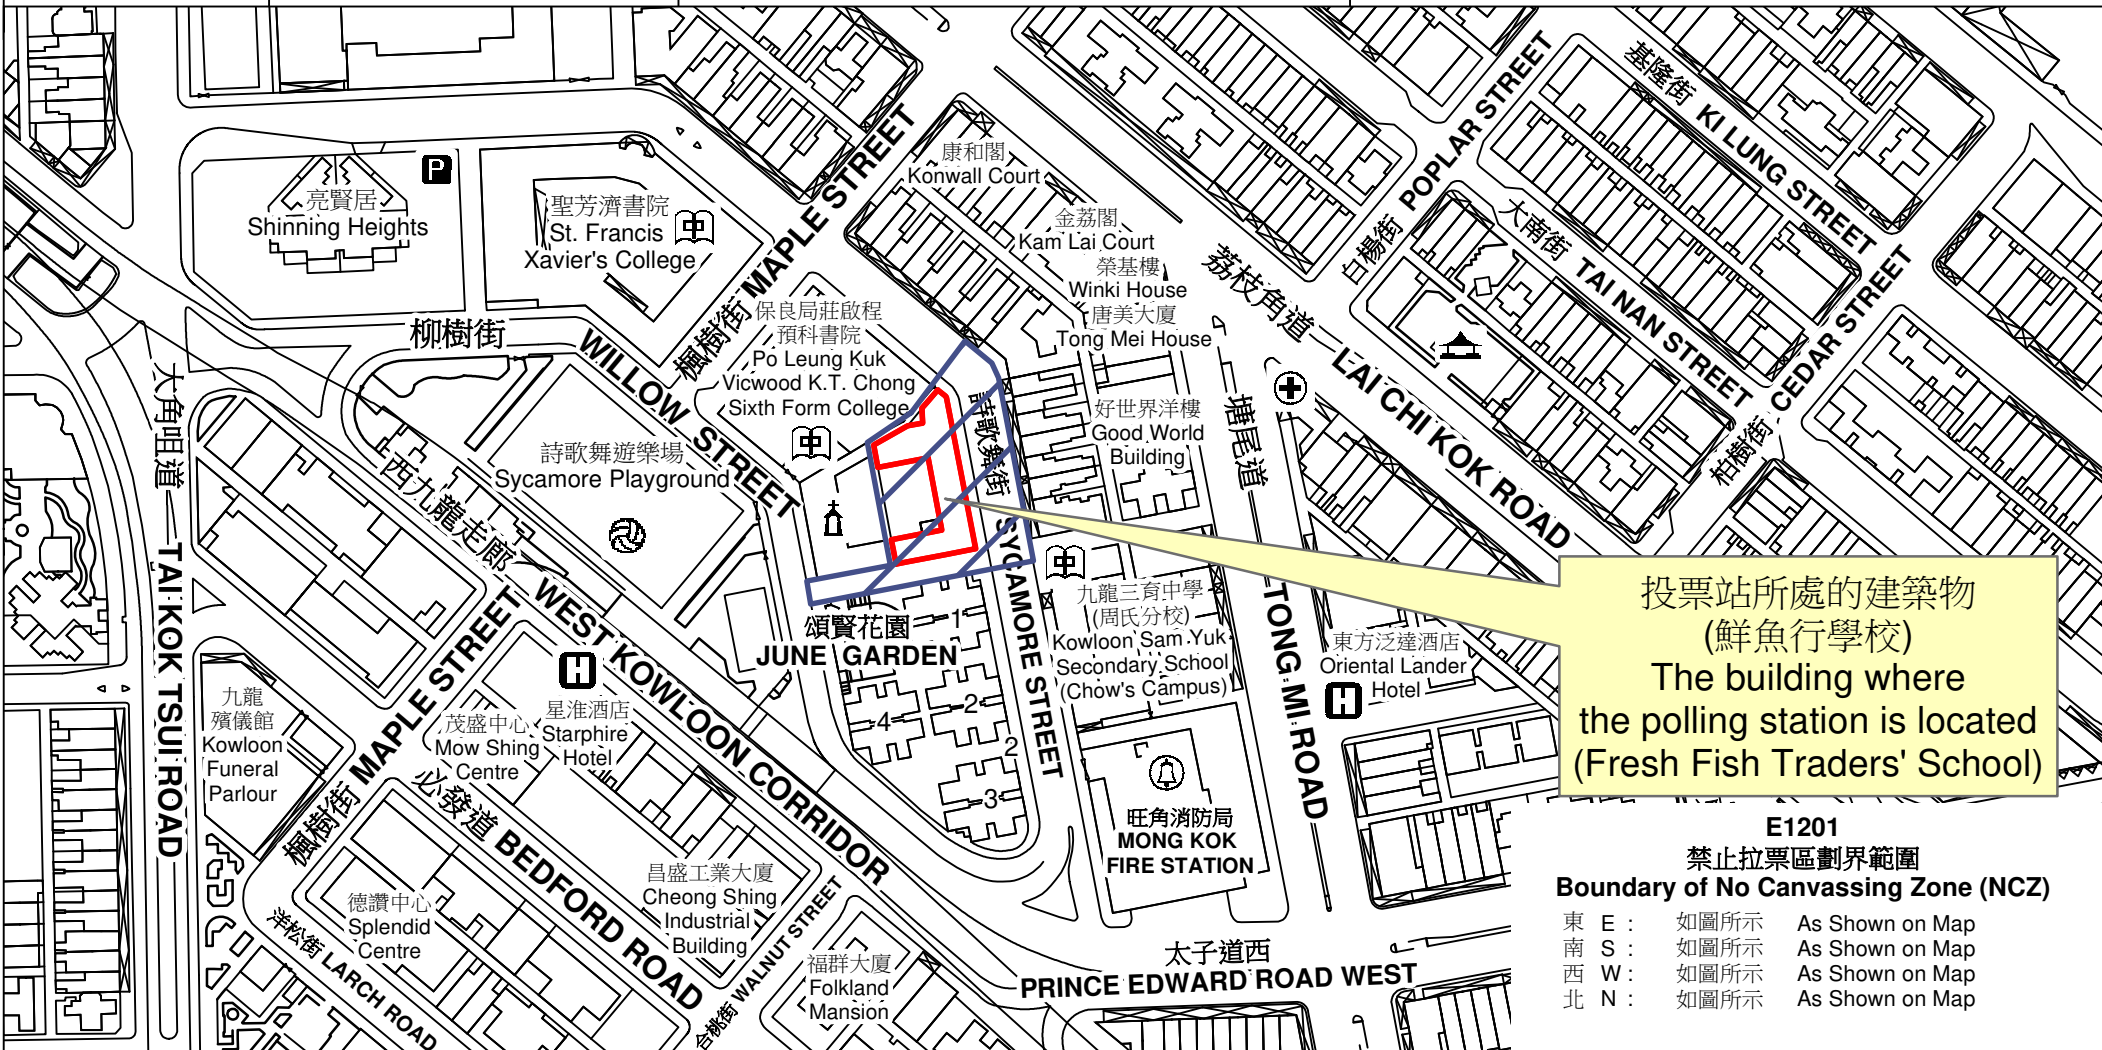 基隆街 KI LUNG STREET
白楊街 POPLAR STREET
大南街 TAI NAN STREET
柏樹街 CEDAR STREET
荔枝角道 LAI CHI KOK ROAD
康和閣
Konwall Court
金荔閣
Kam Lai Court
榮基樓
Winki House
唐美大廈
Tong Mei House
好世界洋樓
Good World
Building
亮賢居
Shinning Heights
P
聖芳濟書院
St. Francis
Xavier's College
中
楓樹街 MAPLE STREET
保良局莊啟程
預科書院
Po Leung Kuk
Vicwood K.T. Chong
Sixth Form College
中
柳樹街
WILLOW STREET
詩歌舞遊樂場
Sycamore Playground
詩歌舞街
SYCAMORE STREET
塘尾道
TONG MI ROAD
大角咀道
TAI KOK TSUI ROAD
西九龍走廊
WEST KOWLOON CORRIDOR
中
九龍三育中學
(周氏分校)
Kowloon Sam Yuk
Secondary School
(Chow's Campus)
頌賢花園
JUNE GARDEN
1
2
4
2
3
東方泛達酒店
Oriental Lander
Hotel
H
H
星淮酒店
Starphire
Hotel
茂盛中心
Mow Shing
Centre
九龍
殯儀館
Kowloon
Funeral
Parlour
楓樹街 MAPLE STREET
必發道 BEDFORD ROAD
旺角消防局
MONG KOK
FIRE STATION
昌盛工業大廈
Cheong Shing
Industrial
Building
德讚中心
Splendid
Centre
洋松街 LARCH ROAD
合桃街 WALNUT STREET
福群大廈
Folkland
Mansion
太子道西
PRINCE EDWARD ROAD WEST
投票站所處的建築物
(鮮魚行學校)
The building where
the polling station is located
(Fresh Fish Traders' School)
E1201
禁止拉票區劃界範圍
Boundary of No Canvassing Zone (NCZ)
東 E : 如圖所示 As Shown on Map
南 S : 如圖所示 As Shown on Map
西 W : 如圖所示 As Shown on Map
北 N : 如圖所示 As Shown on Map